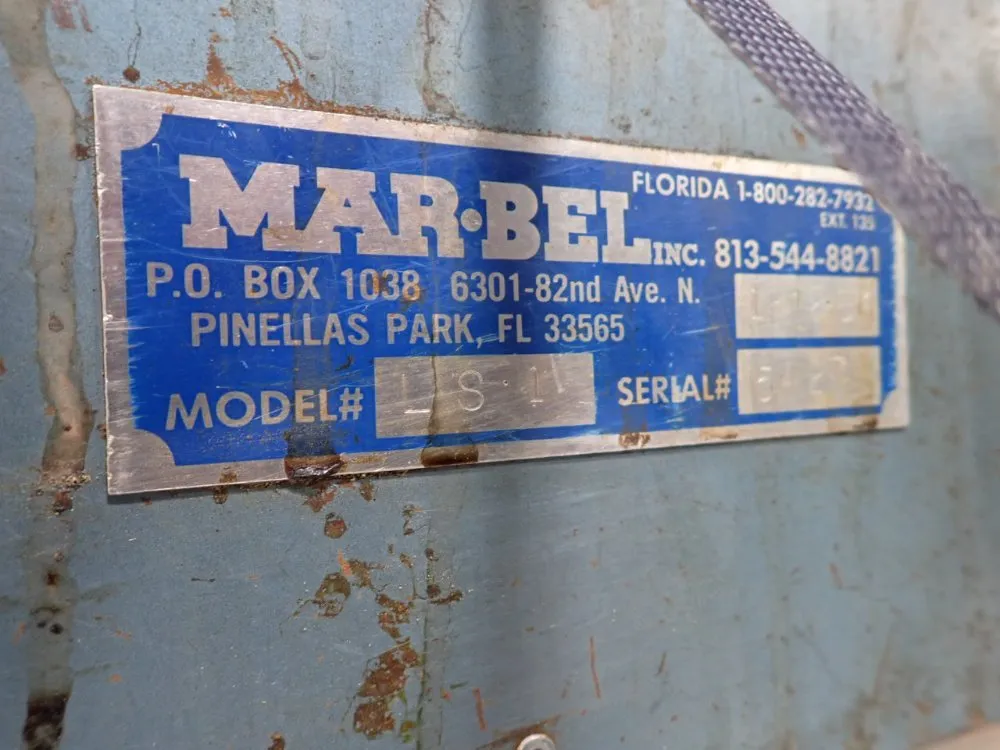 MAR•BEL INC.
FLORIDA 1-800-282-7932
EXT. 135
813-544-8821
P.O. BOX 1038 6301-82nd Ave. N.
PINELLAS PARK, FL 33565
MODEL#
SERIAL#